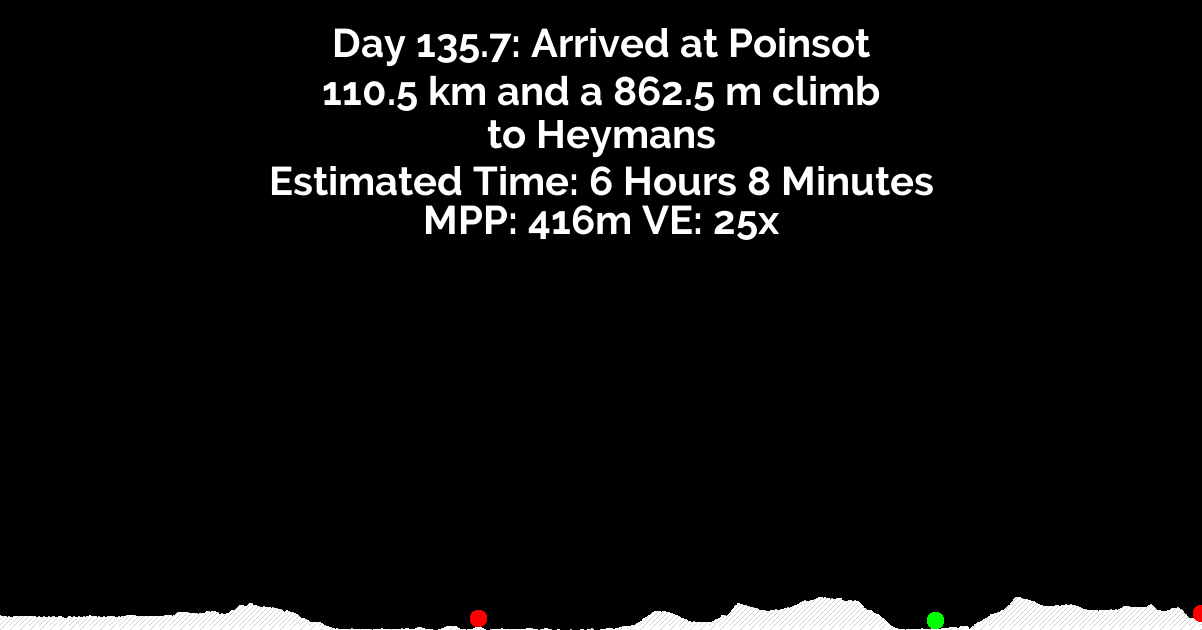 Day 135.7: Arrived at Poinsot
110.5 km and a 862.5 m climb
to Heymans
Estimated Time: 6 Hours 8 Minutes
MPP: 416m VE: 25x